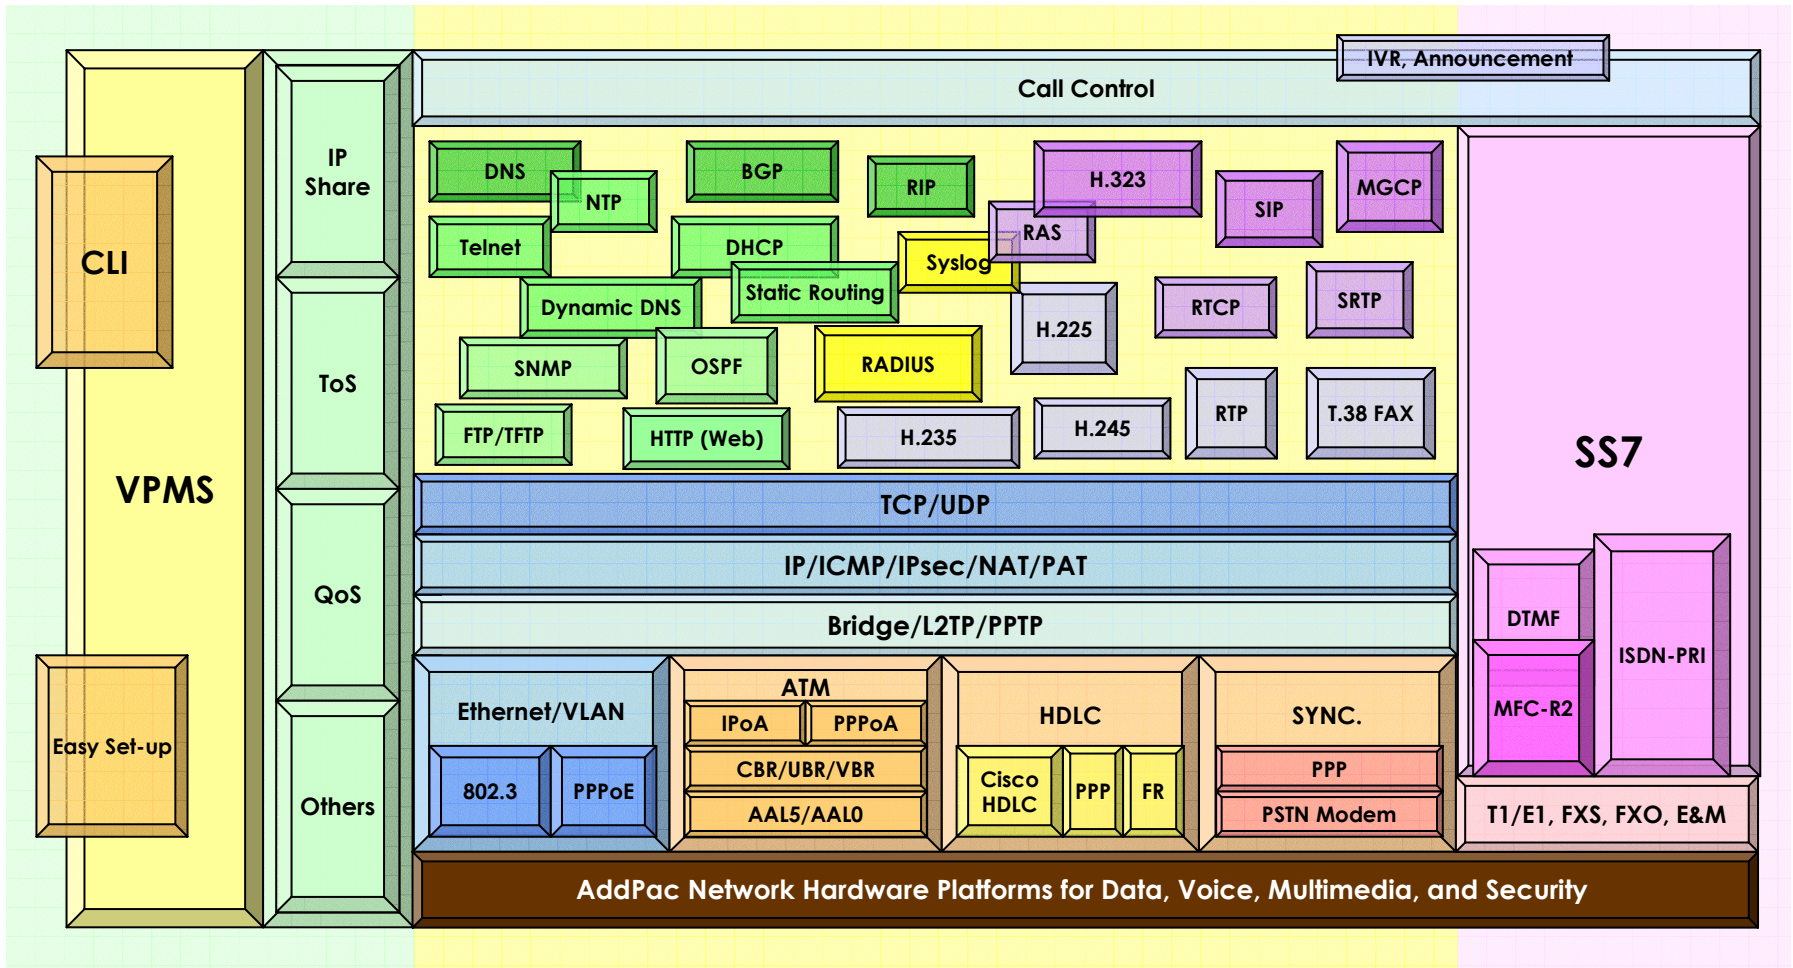 IVR, Announcement
Call Control
CLI
VPMS
Easy Set-up
IP
Share
ToS
QoS
Others
DNS
NTP
BGP
RIP
H.323
SIP
MGCP
Telnet
DHCP
Syslog
RAS
Dynamic DNS
Static Routing
H.225
RTCP
SRTP
SNMP
OSPF
RADIUS
FTP/TFTP
HTTP (Web)
H.235
H.245
RTP
T.38 FAX
TCP/UDP
IP/ICMP/IPsec/NAT/PAT
Bridge/L2TP/PPTP
Ethernet/VLAN
802.3
PPPoE
ATM
IPoA
PPPoA
CBR/UBR/VBR
AAL5/AAL0
HDLC
Cisco
HDLC
PPP
FR
SYNC.
PPP
PSTN Modem
SS7
DTMF
MFC-R2
ISDN-PRI
T1/E1, FXS, FXO, E&M
AddPac Network Hardware Platforms for Data, Voice, Multimedia, and Security